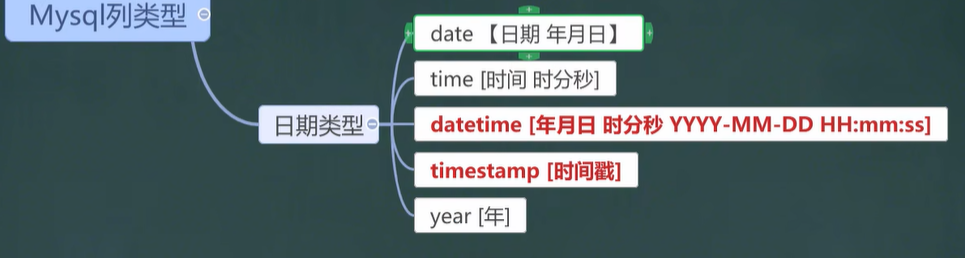 Mysql列类型
date 【日期 年月日】
time [时间 时分秒]
日期类型
datetime [年月日 时分秒 YYYY-MM-DD HH:mm:ss]
timestamp [时间戳]
year [年]